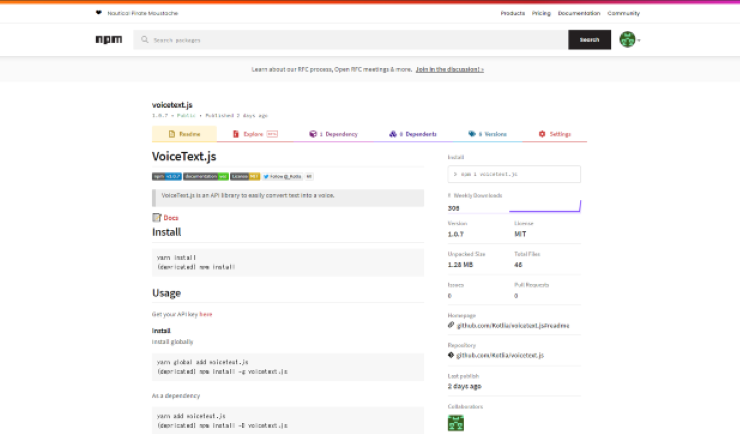 Nautical Pirate Moustache
Products Pricing Documentation Community
npm
Search packages
Search
Learn about our RFC process, Open RFC meetings & more. Join in the discussion! »
voicetext.js
1.0.7 • Public • Published 2 days ago
Readme
Explore BETA
1 Dependency
0 Dependents
6 Versions
Settings
VoiceText.js
npm v1.0.7 documentation yes License MIT Follow @_Kotlia
VoiceText.js is an API library to easily convert text into a voice.
Docs
Install
yarn install
(depricated) npm install
Usage
Get your API key here
Install
Install globally
yarn global add voicetext.js
(depricated) npm install -g voicetext.js
As a dependency
yarn add voicetext.js
(depricated) npm install -D voicetext.js
Install
> npm i voicetext.js
Weekly Downloads
308
Version
1.0.7
License
MIT
Unpacked Size
1.28 MB
Total Files
46
Issues
0
Pull Requests
0
Homepage
github.com/Kotlia/voicetext.js#readme
Repository
github.com/Kotlia/voicetext.js
Last publish
2 days ago
Collaborators